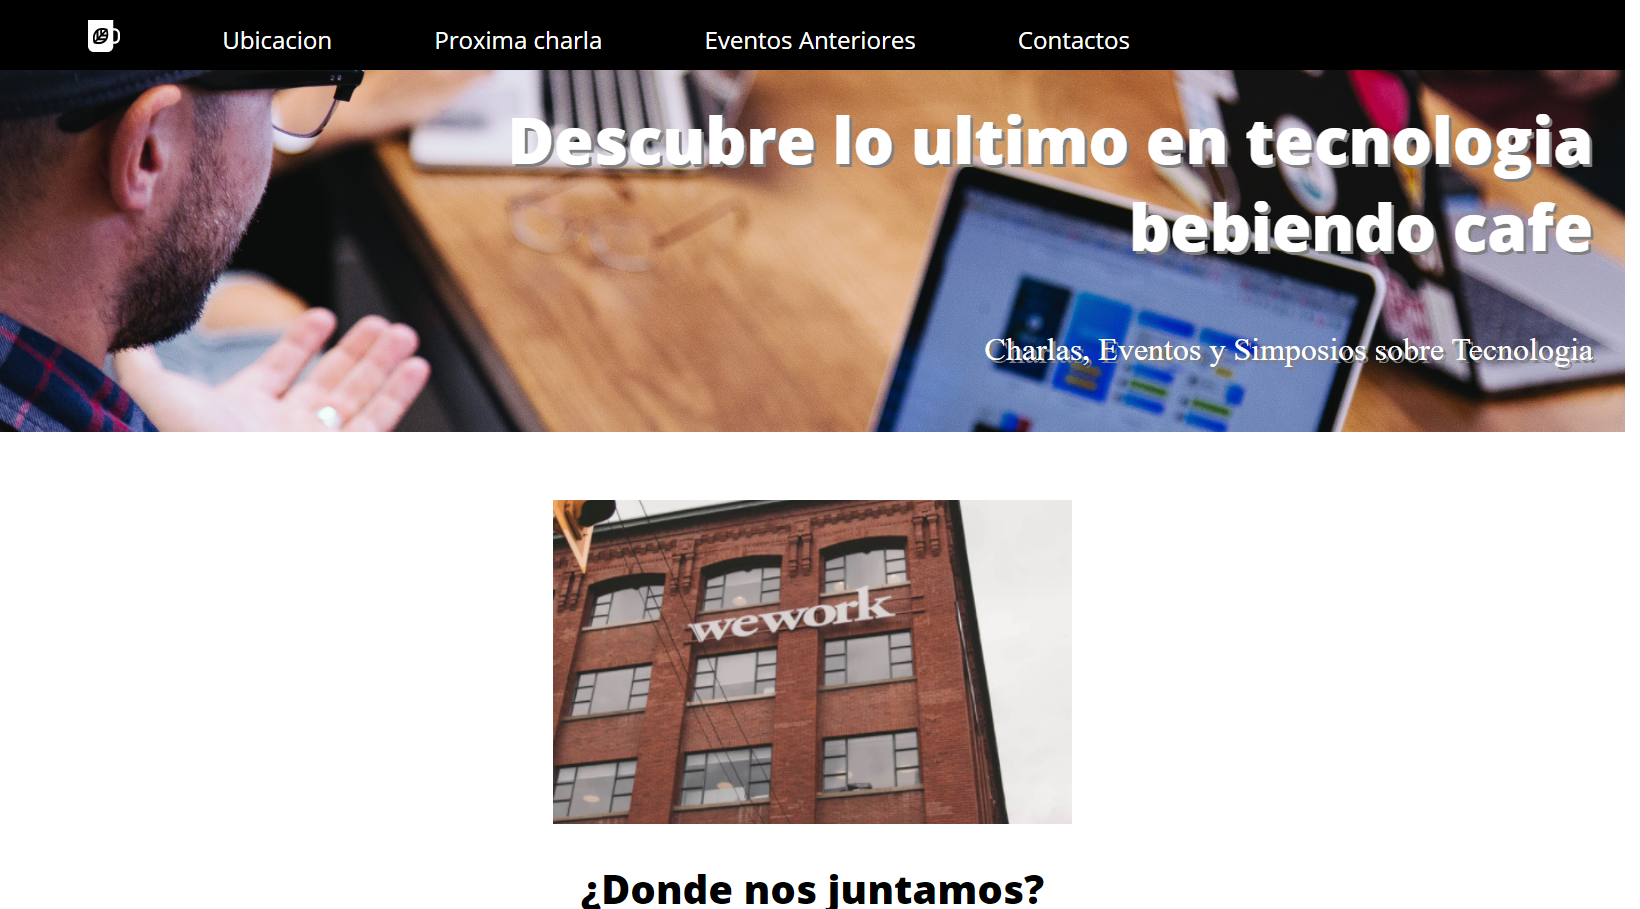 Ubicacion
Proxima charla
Eventos Anteriores
Contactos
Descubre lo ultimo en tecnologia
bebiendo cafe
Charlas, Eventos y Simposios sobre Tecnologia
wework
¿Donde nos juntamos?